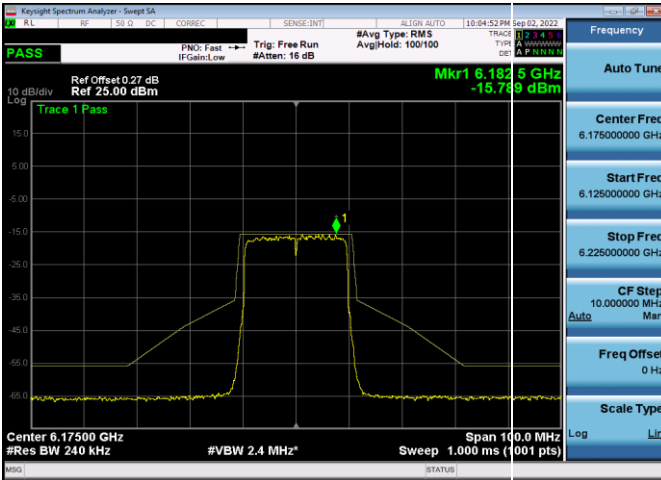 Keysight Spectrum Analyzer - Swept SA
RL RF 50 Ω DC CORREC SENSE:INT ALIGN AUTO 10:04:52 PM Sep 02, 2022
PASS
PNO: Fast
IFGain:Low
Trig: Free Run
#Atten: 16 dB
#Avg Type: RMS
Avg|Hold: 100/100
TRACE 1 2 3 4 5 6
TYPE A WWWWW
DET A P N N N N
Frequency
Mkr1 6.182 5 GHz
-15.789 dBm
Ref Offset 0.27 dB
10 dB/div Ref 25.00 dBm
Log
Trace 1 Pass
15.0
5.00
-5.00
-15.0
-25.0
-35.0
-45.0
-55.0
-65.0
1
Center 6.17500 GHz Span 100.0 MHz
#Res BW 240 kHz #VBW 2.4 MHz* Sweep 1.000 ms (1001 pts)
MSG STATUS
Auto Tune
Center Freq
6.175000000 GHz
Start Freq
6.125000000 GHz
Stop Freq
6.225000000 GHz
CF Step
10.000000 MHz
Auto Man
Freq Offset
0 Hz
Scale Type
Log Lin